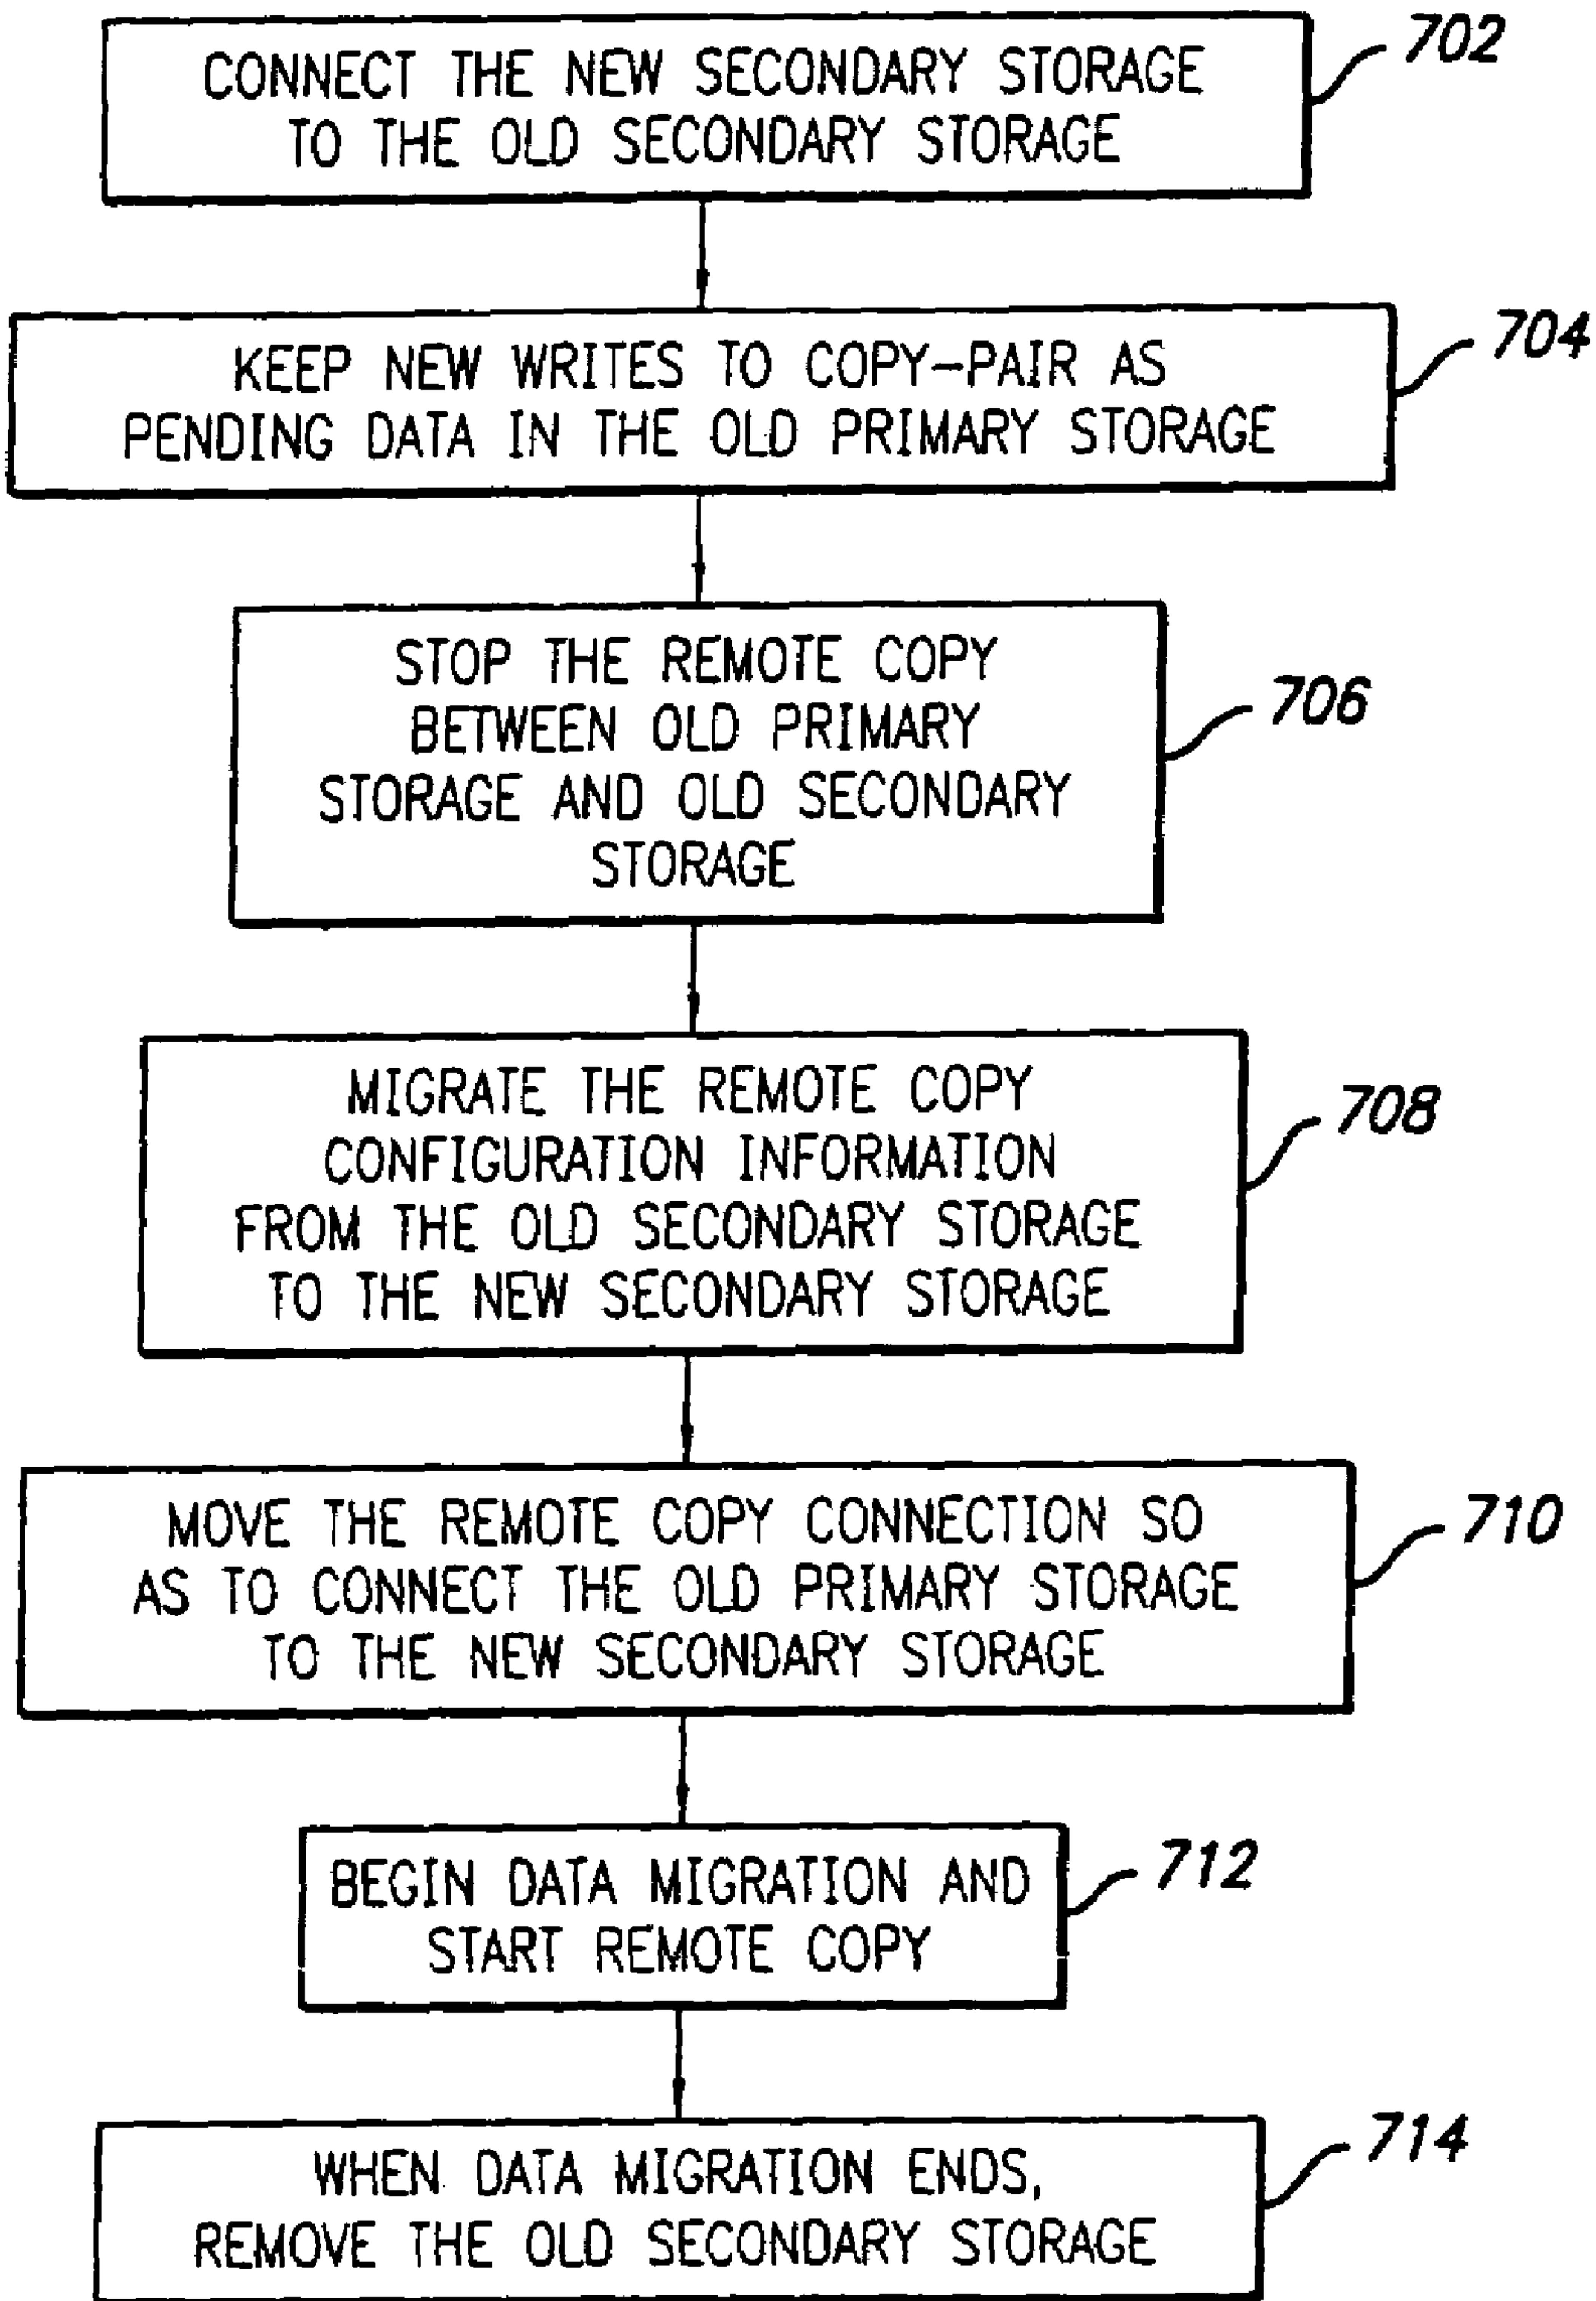 702
CONNECT THE NEW SECONDARY STORAGE
TO THE OLD SECONDARY STORAGE
704
KEEP NEW WRITES TO COPY-PAIR AS
PENDING DATA IN THE OLD PRIMARY STORAGE
706
STOP THE REMOTE COPY
BETWEEN OLD PRIMARY
STORAGE AND OLD SECONDARY
STORAGE
708
MIGRATE THE REMOTE COPY
CONFIGURATION INFORMATION
FROM THE OLD SECONDARY STORAGE
TO THE NEW SECONDARY STORAGE
710
MOVE THE REMOTE COPY CONNECTION SO
AS TO CONNECT THE OLD PRIMARY STORAGE
TO THE NEW SECONDARY STORAGE
712
BEGIN DATA MIGRATION AND
START REMOTE COPY
714
WHEN DATA MIGRATION ENDS,
REMOVE THE OLD SECONDARY STORAGE